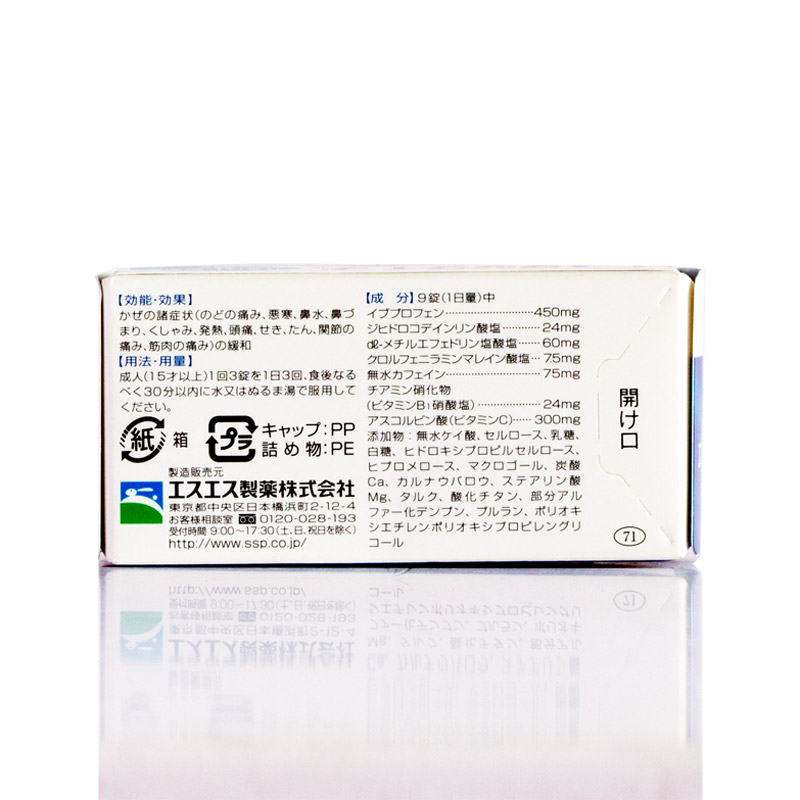 【効能・効果】
かぜの諸症状(のどの痛み、悪寒、鼻水、鼻づ
まり、くしゃみ、発熱、頭痛、せき、たん、関節の
痛み、筋肉の痛み)の緩和
【用法・用量】
成人(15才以上)1回3錠を1日3回、食後なる
べく30分以内に水又はぬるま湯で服用して
ください。
紙 箱
プラ キャップ:PP
詰め物:PE
製造販売元
エスエス製薬株式会社
東京都中央区日本橋浜町2-12-4
お客様相談室 0120-028-193
受付時間 9:00〜17:30(土、日、祝日を除く)
http://www.ssp.co.jp/
【成 分】9錠(1日量)中
イブプロフェン……………450mg
ジヒドロコデインリン酸塩………24mg
dℓ-メチルエフェドリン塩酸塩……60mg
クロルフェニラミンマレイン酸塩…7.5mg
無水カフェイン……………75mg
チアミン硝化物
(ビタミンB₁硝酸塩)…………24mg
アスコルビン酸(ビタミンC)……300mg
添加物:無水ケイ酸、セルロース、乳糖、
白糖、ヒドロキシプロピルセルロース、
ヒプロメロース、マクロゴール、炭酸
Ca、カルナウバロウ、ステアリン酸
Mg、タルク、酸化チタン、部分アル
ファー化デンプン、プルラン、ポリオキ
シエチレンポリオキシプロピレングリ
コール
開け口
71